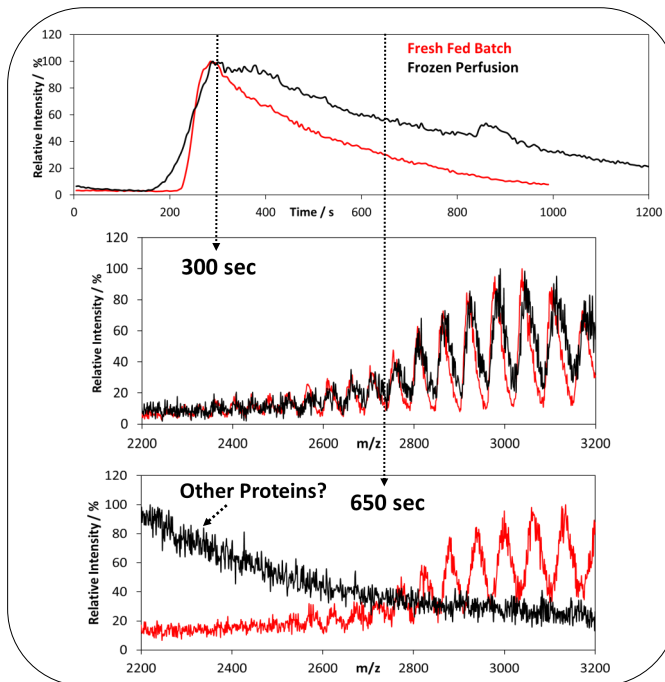 Fresh Fed Batch
Frozen Perfusion
Relative Intensity / %
120
100
80
60
40
20
0
0 200 400 600 800 1000 1200
Time / s
300 sec
Relative Intensity / %
120
100
80
60
40
20
0
2200 2400 2600 2800 3000 3200
m/z
Other Proteins?
650 sec
Relative Intensity / %
120
100
80
60
40
20
0
2200 2400 2600 2800 3000 3200
m/z